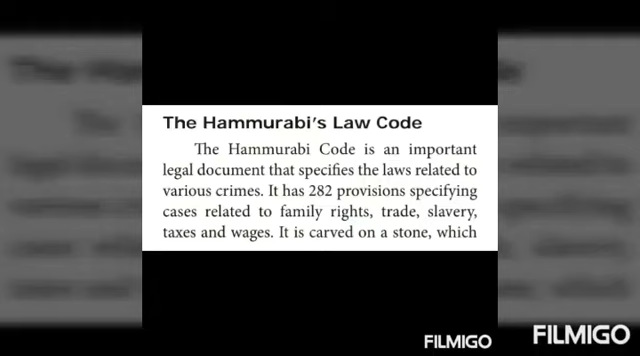 The Hammurabi's Law Code
The Hammurabi Code is an important
legal document that specifies the laws related to
various crimes. It has 282 provisions specifying
cases related to family rights, trade, slavery,
taxes and wages. It is carved on a stone, which
FILMIGO
FILMIGO